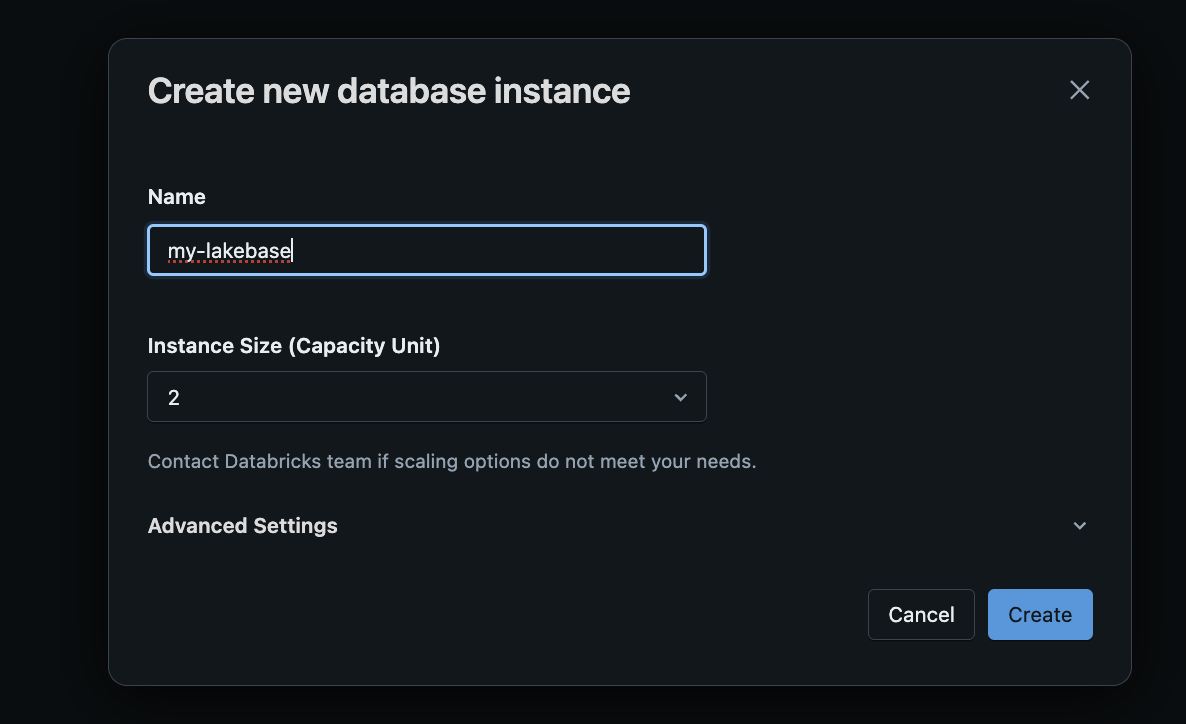 Create new database instance
Name
my-lakebase
Instance Size (Capacity Unit)
2
Contact Databricks team if scaling options do not meet your needs.
Advanced Settings
Cancel
Create